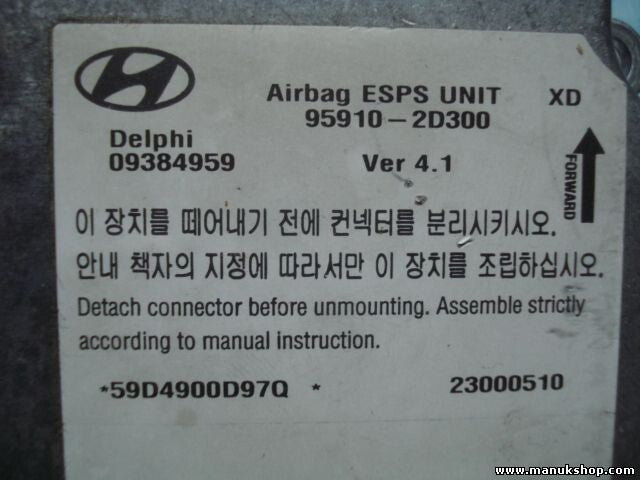 Airbag ESPS UNIT XD
95910-2D300
Delphi
09384959 Ver 4.1
FORWARD
이 장치를 떼어내기 전에 컨넥터를 분리시키시오.
안내 책자의 지정에 따라서만 이 장치를 조립하십시오.
Detach connector before unmounting. Assemble strictly
according to manual instruction.
*59D4900D97Q * 23000510
www.manukshop.com